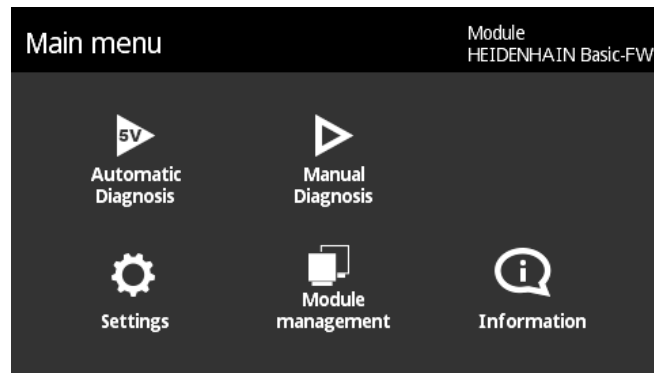 Main menu
Module
HEIDENHAIN Basic-FW
5V
Automatic
Diagnosis
Manual
Diagnosis
Settings
Module
management
Information